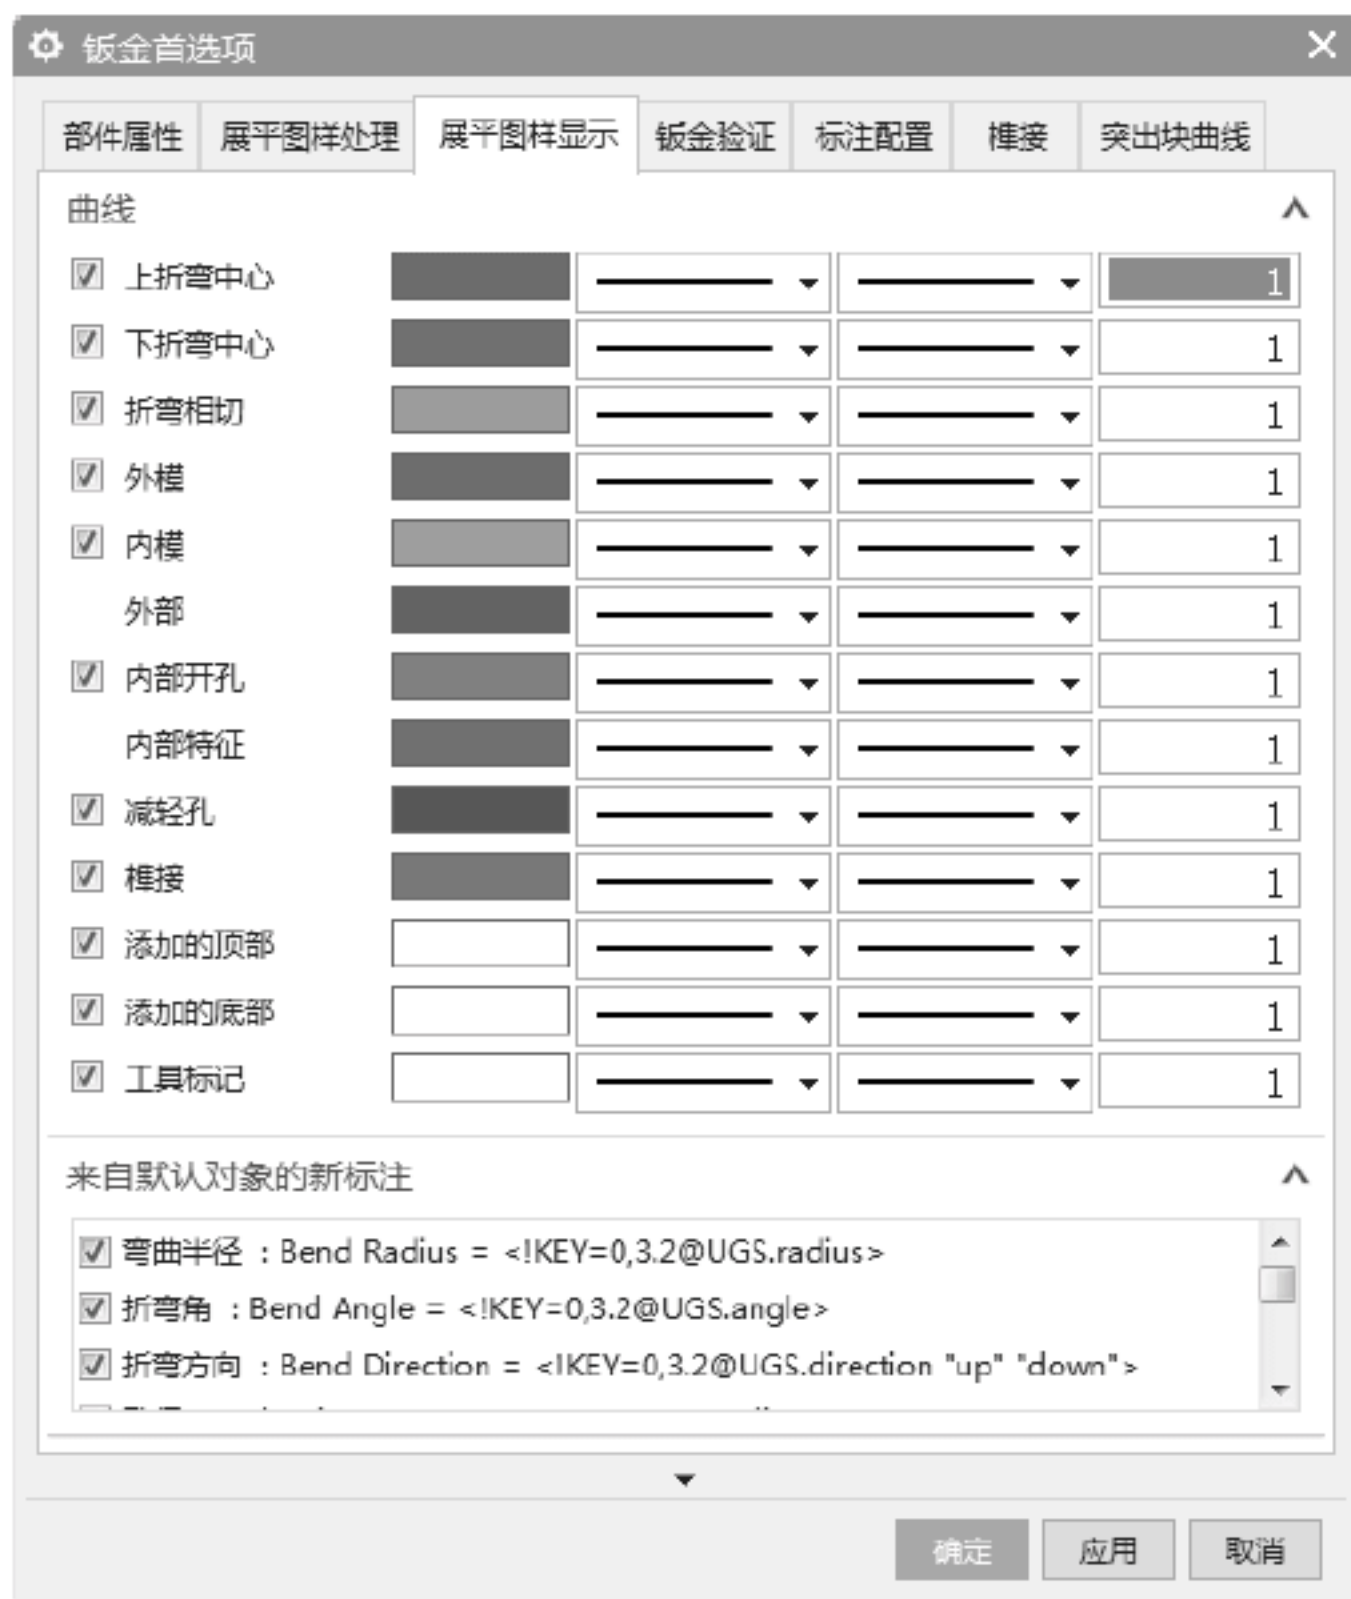 钣金首选项
部件属性 展平图样处理 展平图样显示 钣金验证 标注配置 榫接 突出块曲线
曲线
上折弯中心 1
下折弯中心 1
折弯相切 1
外模 1
内模 1
外部 1
内部开孔 1
内部特征 1
减轻孔 1
榫接 1
添加的顶部 1
添加的底部 1
工具标记 1
来自默认对象的新标注
弯曲半径 : Bend Radius = <!KEY=0,3.2@UGS.radius>
折弯角 : Bend Angle = <!KEY=0,3.2@UGS.angle>
折弯方向 : Bend Direction = <!KEY=0,3.2@UGS.direction "up" "down">
确定 应用 取消